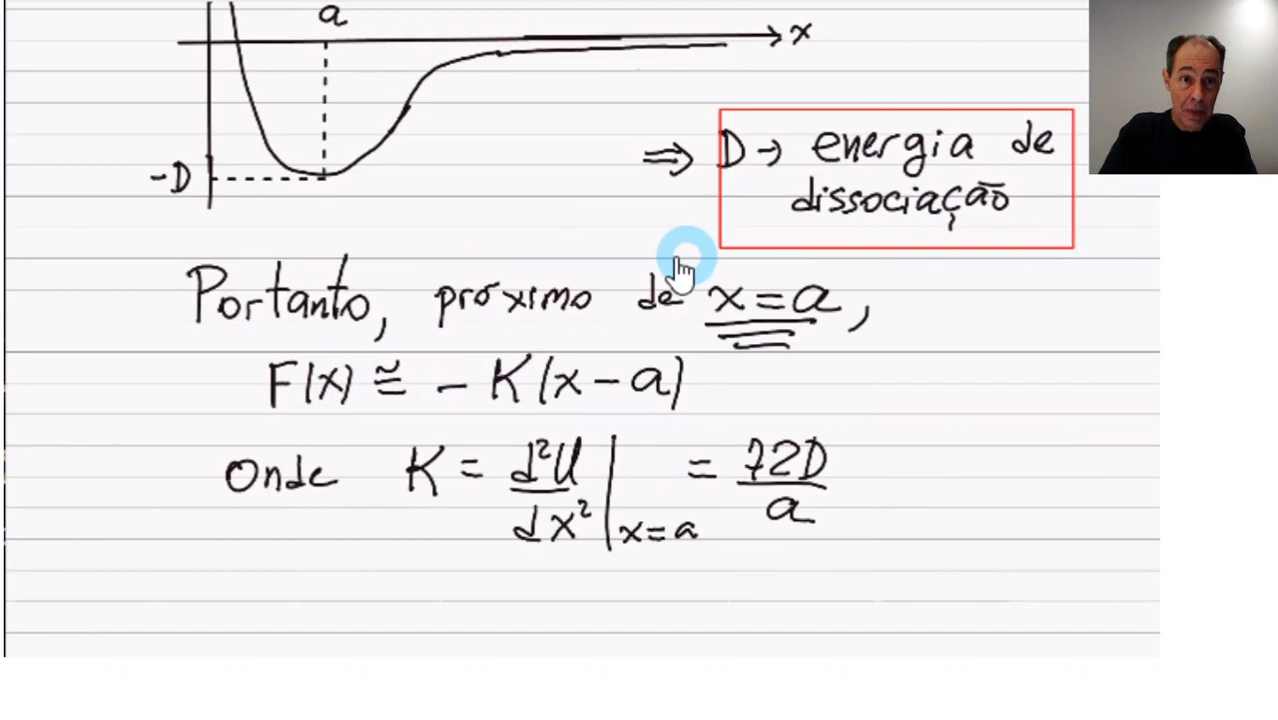 a
x
-D
⇒ D → energia de
dissociação
Portanto, próximo de x = a,
F(x) ≅ - K(x - a)
Onde K = d²U/dx² |x=a = 72D/a